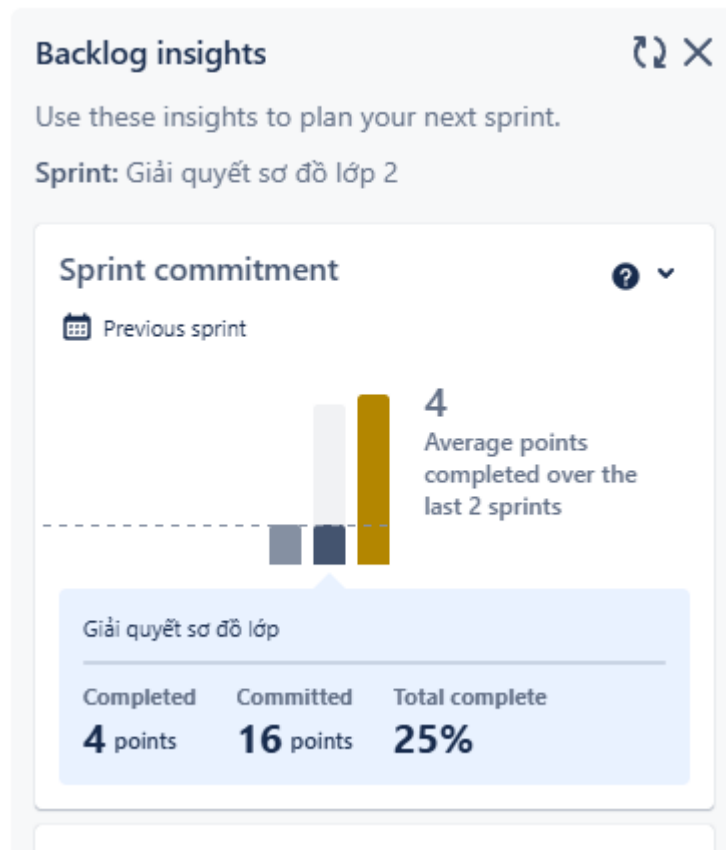 Backlog insights
Use these insights to plan your next sprint.
Sprint: Giải quyết sơ đồ lớp 2
Sprint commitment
Previous sprint
4
Average points
completed over the
last 2 sprints
Giải quyết sơ đồ lớp
Completed Committed Total complete
4 points 16 points 25%